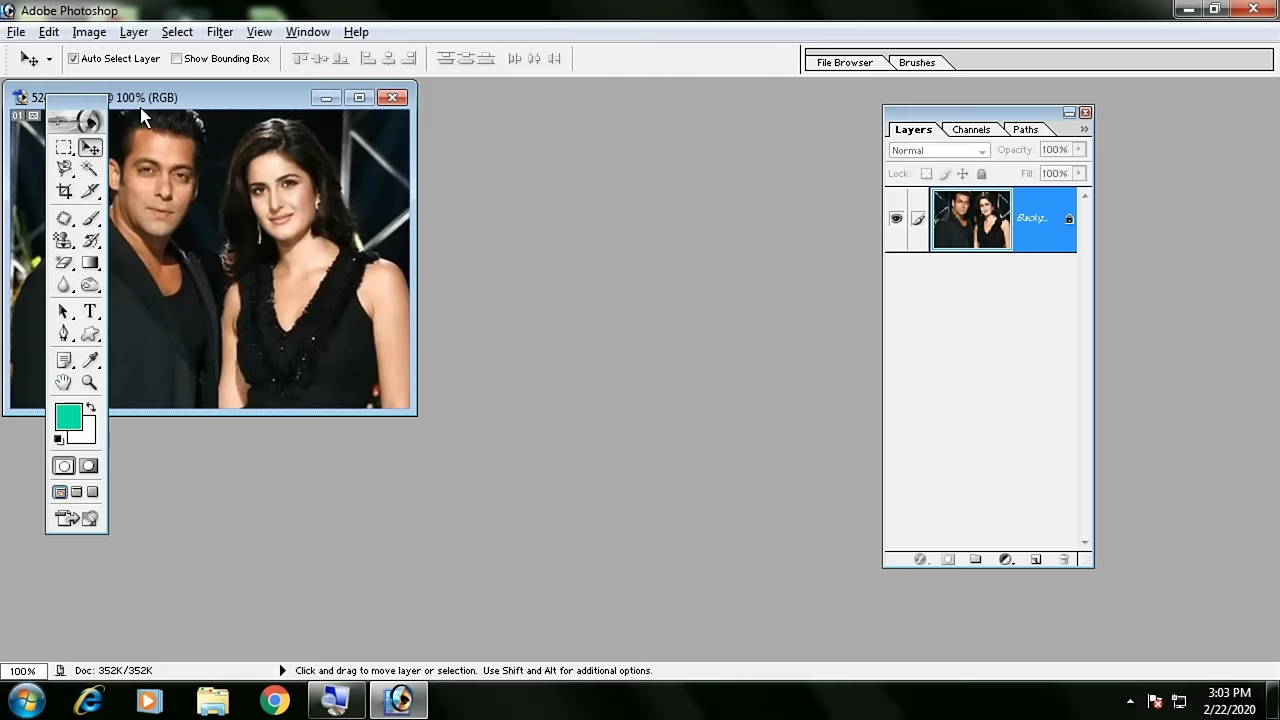 Adobe Photoshop
File Edit Image Layer Select Filter View Window Help
Auto Select Layer Show Bounding Box File Browser Brushes
@ 100% (RGB)
01
Layers Channels Paths
Normal Opacity: 100%
Lock: Fill: 100%
Backg...
T
100% Doc: 352K/352K Click and drag to move layer or selection. Use Shift and Alt for additional options.
3:03 PM
2/22/2020